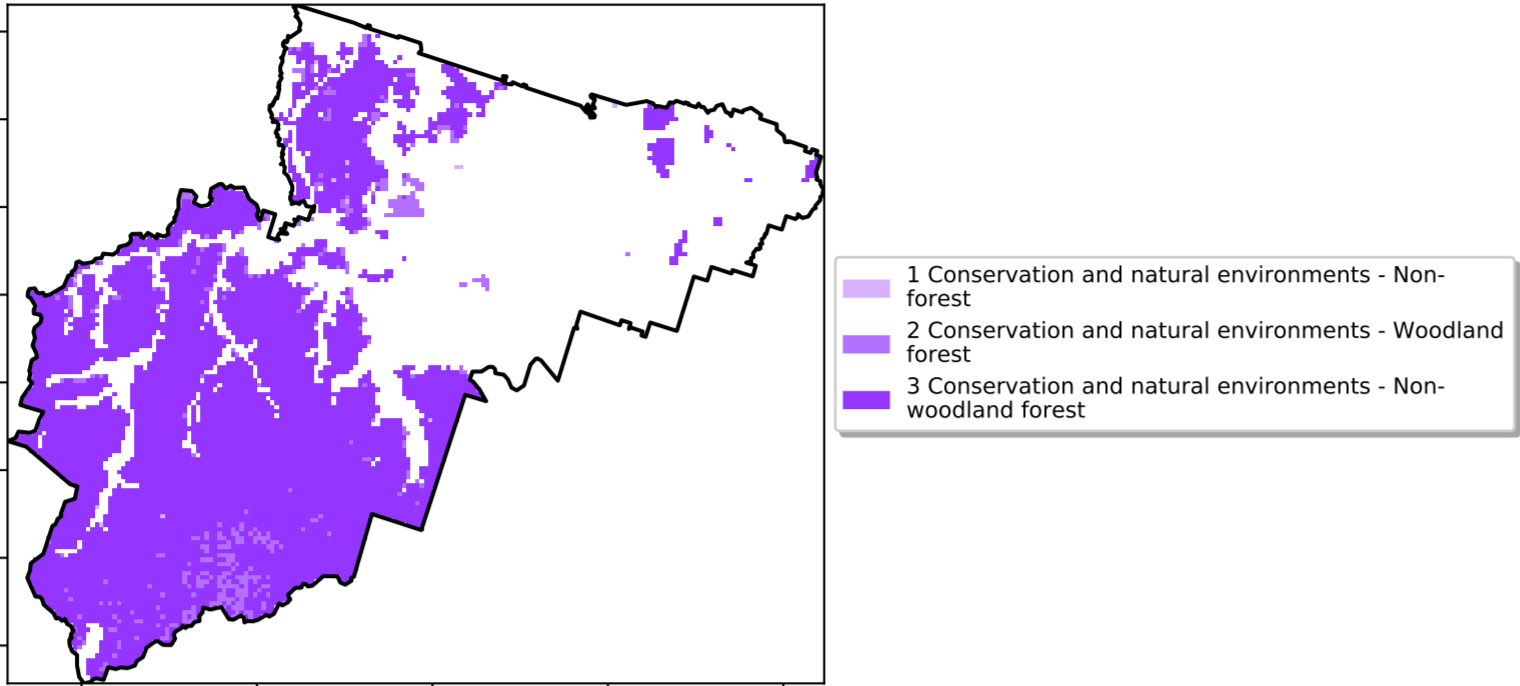 1 Conservation and natural environments - Non-
forest
2 Conservation and natural environments - Woodland
forest
3 Conservation and natural environments - Non-
woodland forest